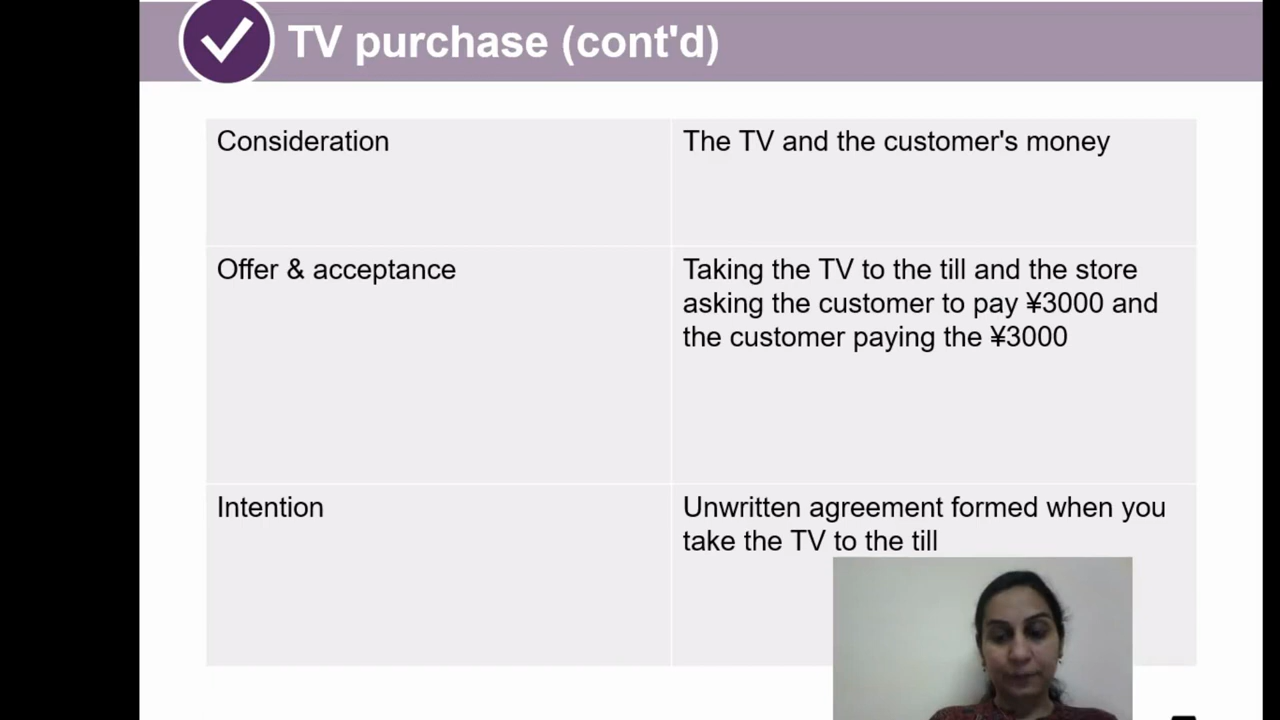 TV purchase (cont'd)
Consideration
The TV and the customer's money
Offer & acceptance
Taking the TV to the till and the store
asking the customer to pay ¥3000 and
the customer paying the ¥3000
Intention
Unwritten agreement formed when you
take the TV to the till